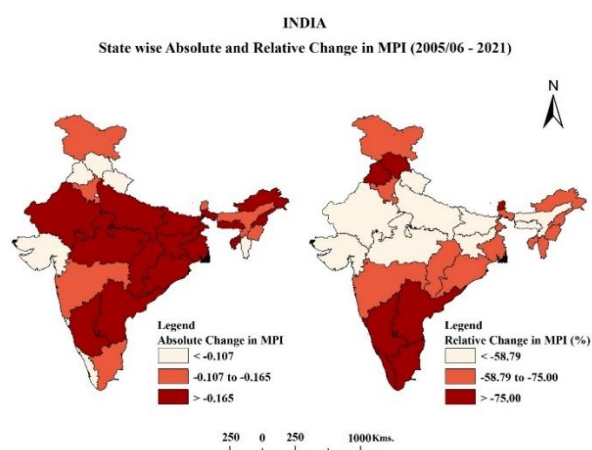 INDIA
State wise Absolute and Relative Change in MPI (2005/06 - 2021)
N
Legend
Absolute Change in MPI
< -0.107
-0.107 to -0.165
> -0.165
Legend
Relative Change in MPI (%)
< -58.79
-58.79 to -75.00
> -75.00
250 0 250 1000Kms.